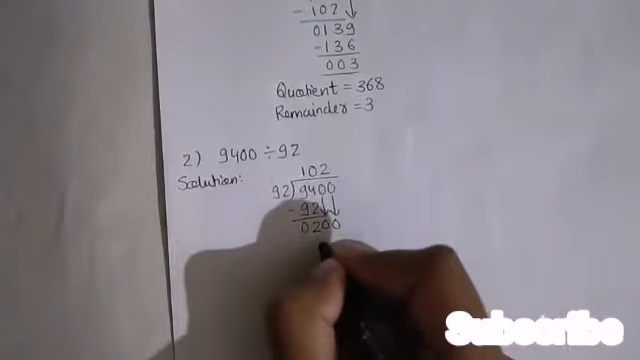 - 102
0139
-136
003
Quotient = 368
Remainder = 3
2) 9400 ÷ 92
Solution:
102
92) 9400
- 92
0200
Subscribe